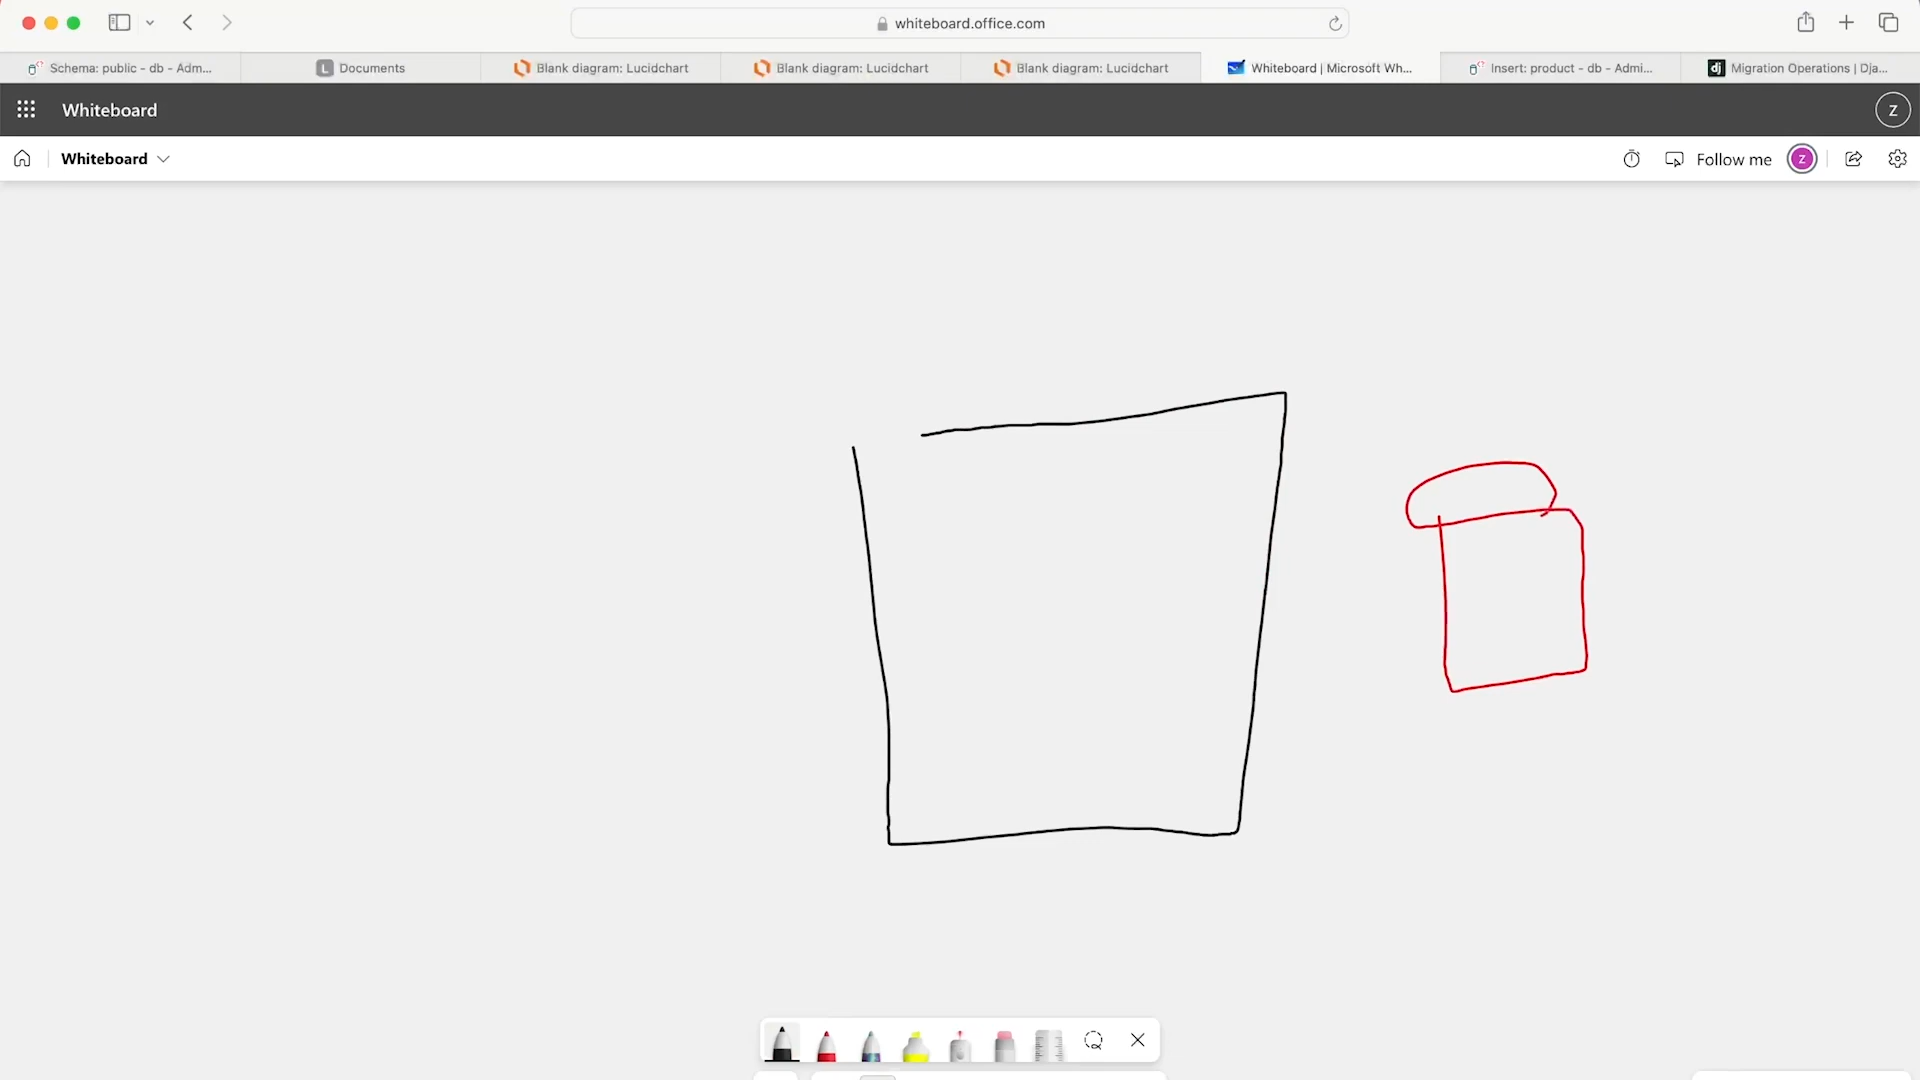 whiteboard.office.com
Schema: public - db - Adm...
L Documents
Blank diagram: Lucidchart
Blank diagram: Lucidchart
Blank diagram: Lucidchart
Whiteboard | Microsoft Wh...
Insert: product - db - Admi...
dj Migration Operations | Dja...
Whiteboard
Z
Whiteboard
Follow me
Z